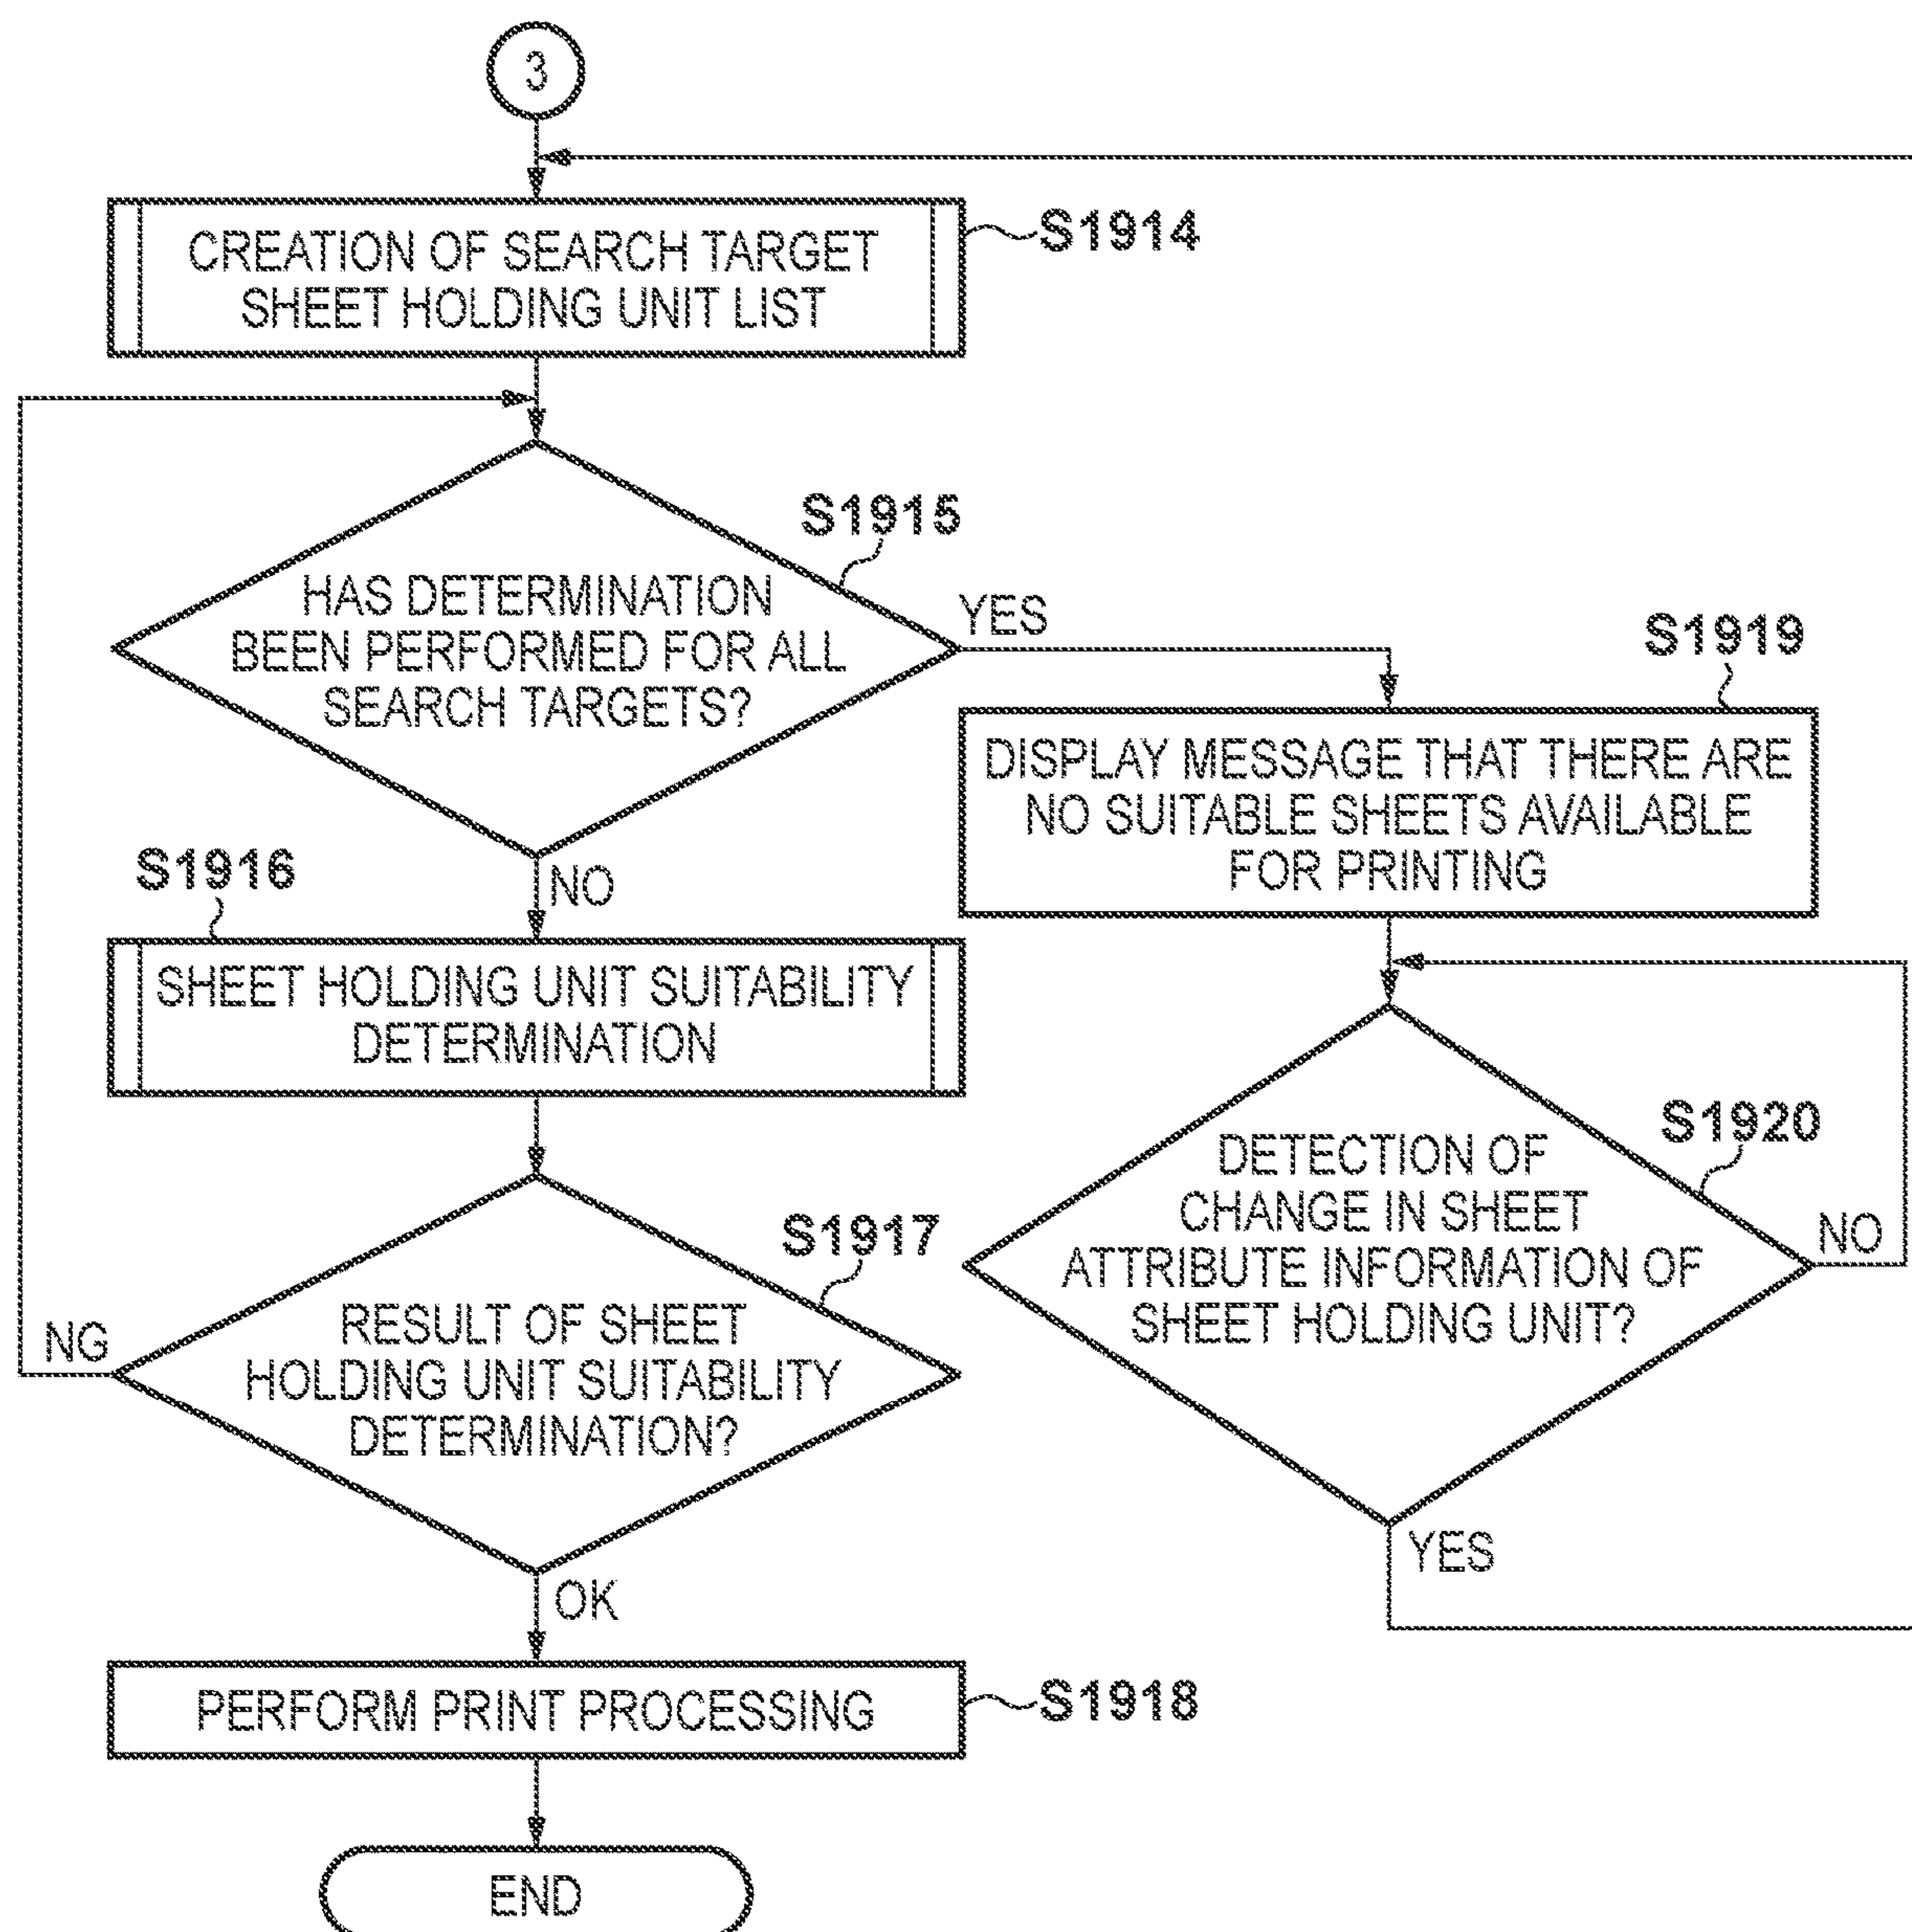 3
CREATION OF SEARCH TARGET
SHEET HOLDING UNIT LIST
S1914
S1915
HAS DETERMINATION
BEEN PERFORMED FOR ALL
SEARCH TARGETS?
YES
NO
S1916
SHEET HOLDING UNIT SUITABILITY
DETERMINATION
S1917
RESULT OF SHEET
HOLDING UNIT SUITABILITY
DETERMINATION?
NG
OK
PERFORM PRINT PROCESSING
S1918
END
S1919
DISPLAY MESSAGE THAT THERE ARE
NO SUITABLE SHEETS AVAILABLE
FOR PRINTING
S1920
DETECTION OF
CHANGE IN SHEET
ATTRIBUTE INFORMATION OF
SHEET HOLDING UNIT?
NO
YES